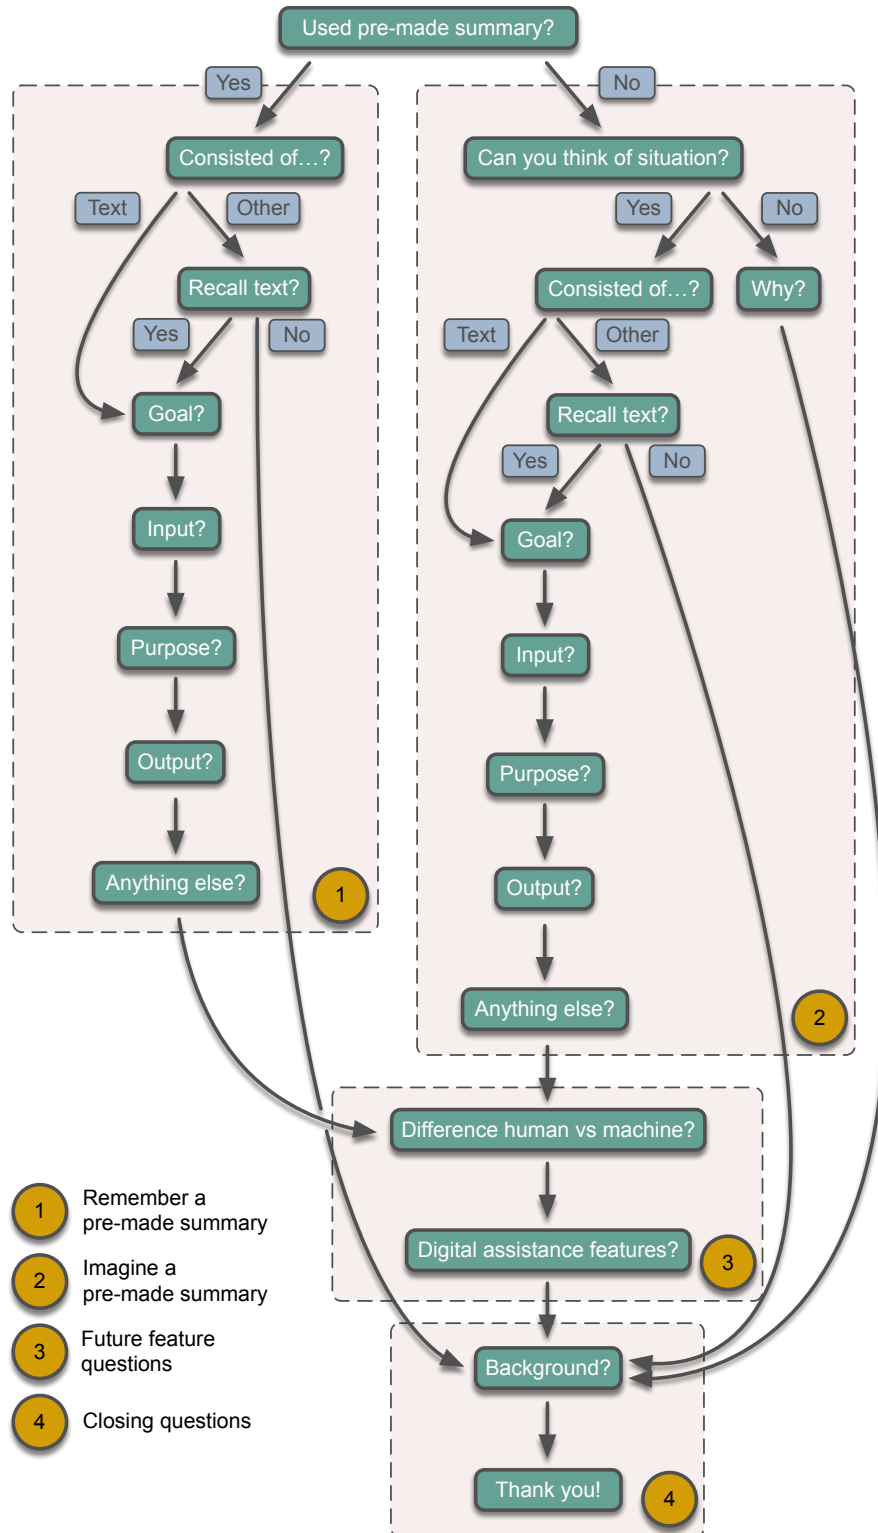 Used pre-made summary?
Yes
No
Consisted of...?
Can you think of situation?
Text
Other
Yes
No
Recall text?
Consisted of...?
Why?
Yes
No
Text
Other
Goal?
Recall text?
Yes
No
Input?
Goal?
Purpose?
Input?
Output?
Purpose?
Anything else?
1
Output?
Anything else?
2
Difference human vs machine?
Digital assistance features?
3
Background?
Thank you!
4
1
Remember a
pre-made summary
2
Imagine a
pre-made summary
3
Future feature
questions
4
Closing questions